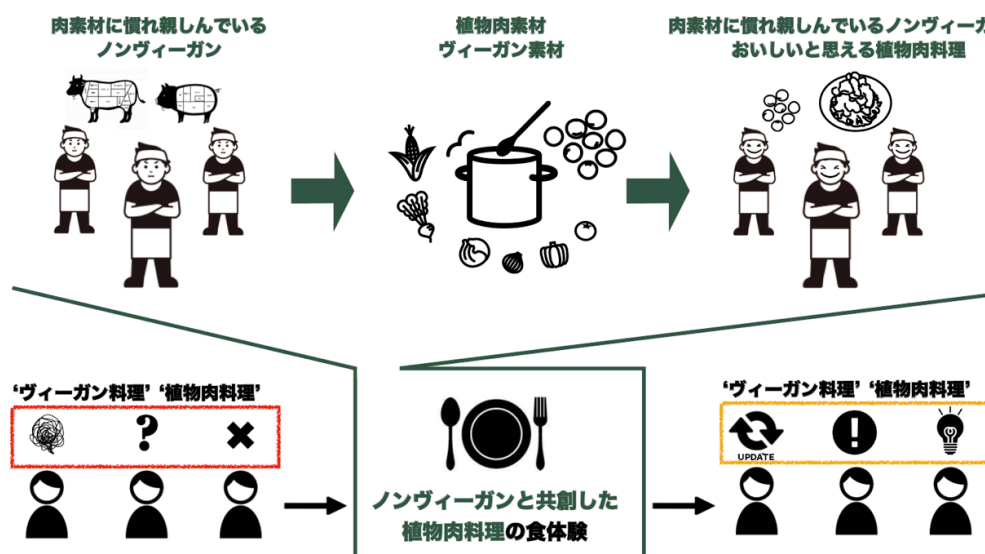 肉素材に慣れ親しんでいる
ノンヴィーガン
植物肉素材
ヴィーガン素材
肉素材に慣れ親しんでいるノンヴィーガ
おいしいと思える植物肉料理
‘ヴィーガン料理’ ‘植物肉料理’
?
ノンヴィーガンと共創した
植物肉料理の食体験
‘ヴィーガン料理’ ‘植物肉料理’
!
UPDATE